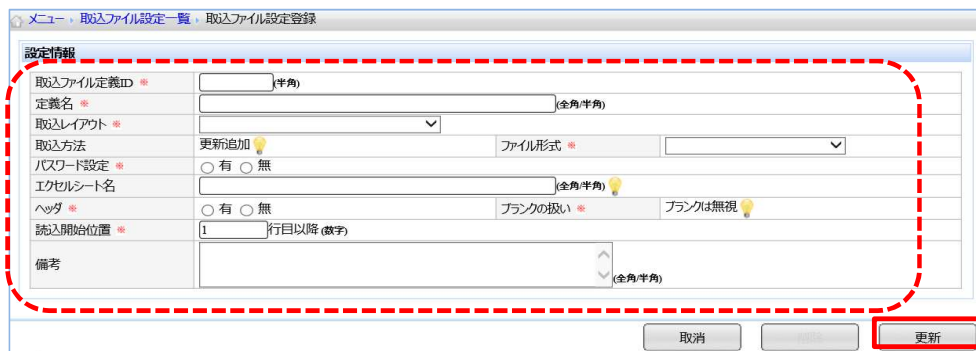 メニュー › 取込ファイル設定一覧 › 取込ファイル設定登録
設定情報
取込ファイル定義ID ※ (半角)
定義名 ※ (全角/半角)
取込レイアウト ※
取込方法 更新追加 ファイル形式 ※
パスワード設定 ※ 有 無
エクセルシート名 (全角/半角)
ヘッダ ※ 有 無 ブランクの扱い ※ ブランクは無視
読込開始位置 ※ 1 行目以降 (数字)
備考 (全角/半角)
取消 更新